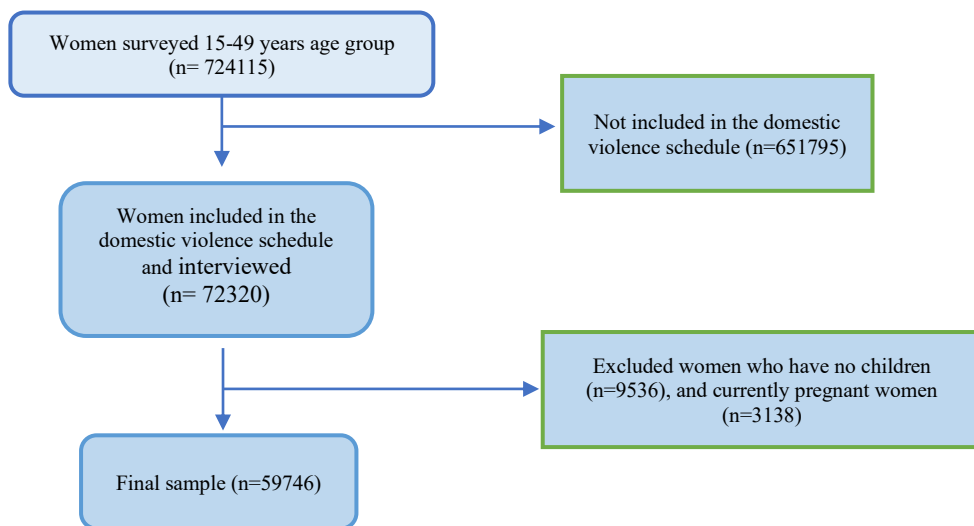 Women surveyed 15-49 years age group
(n= 724115)
Not included in the domestic
violence schedule (n=651795)
Women included in the
domestic violence schedule
and interviewed
(n= 72320)
Excluded women who have no children
(n=9536), and currently pregnant women
(n=3138)
Final sample (n=59746)